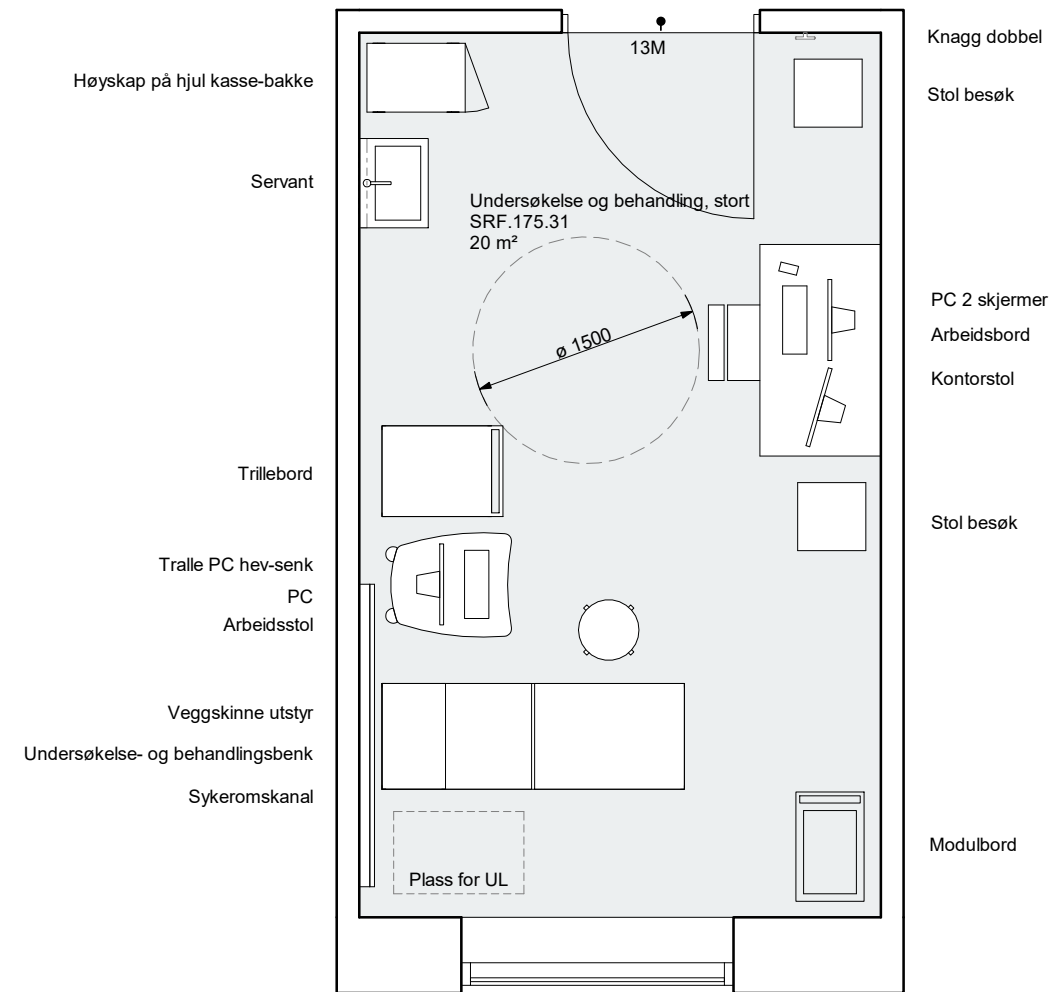 13M
Knagg dobbel
Høyskap på hjul kasse-bakke
Stol besøk
Servant
Undersøkelse og behandling, stort
SRF.175.31
20 m²
PC 2 skjermer
Arbeidsbord
Kontorstol
ø 1500
Trillebord
Stol besøk
Tralle PC hev-senk
PC
Arbeidsstol
Veggskinne utstyr
Undersøkelse- og behandlingsbenk
Sykeromskanal
Modulbord
Plass for UL